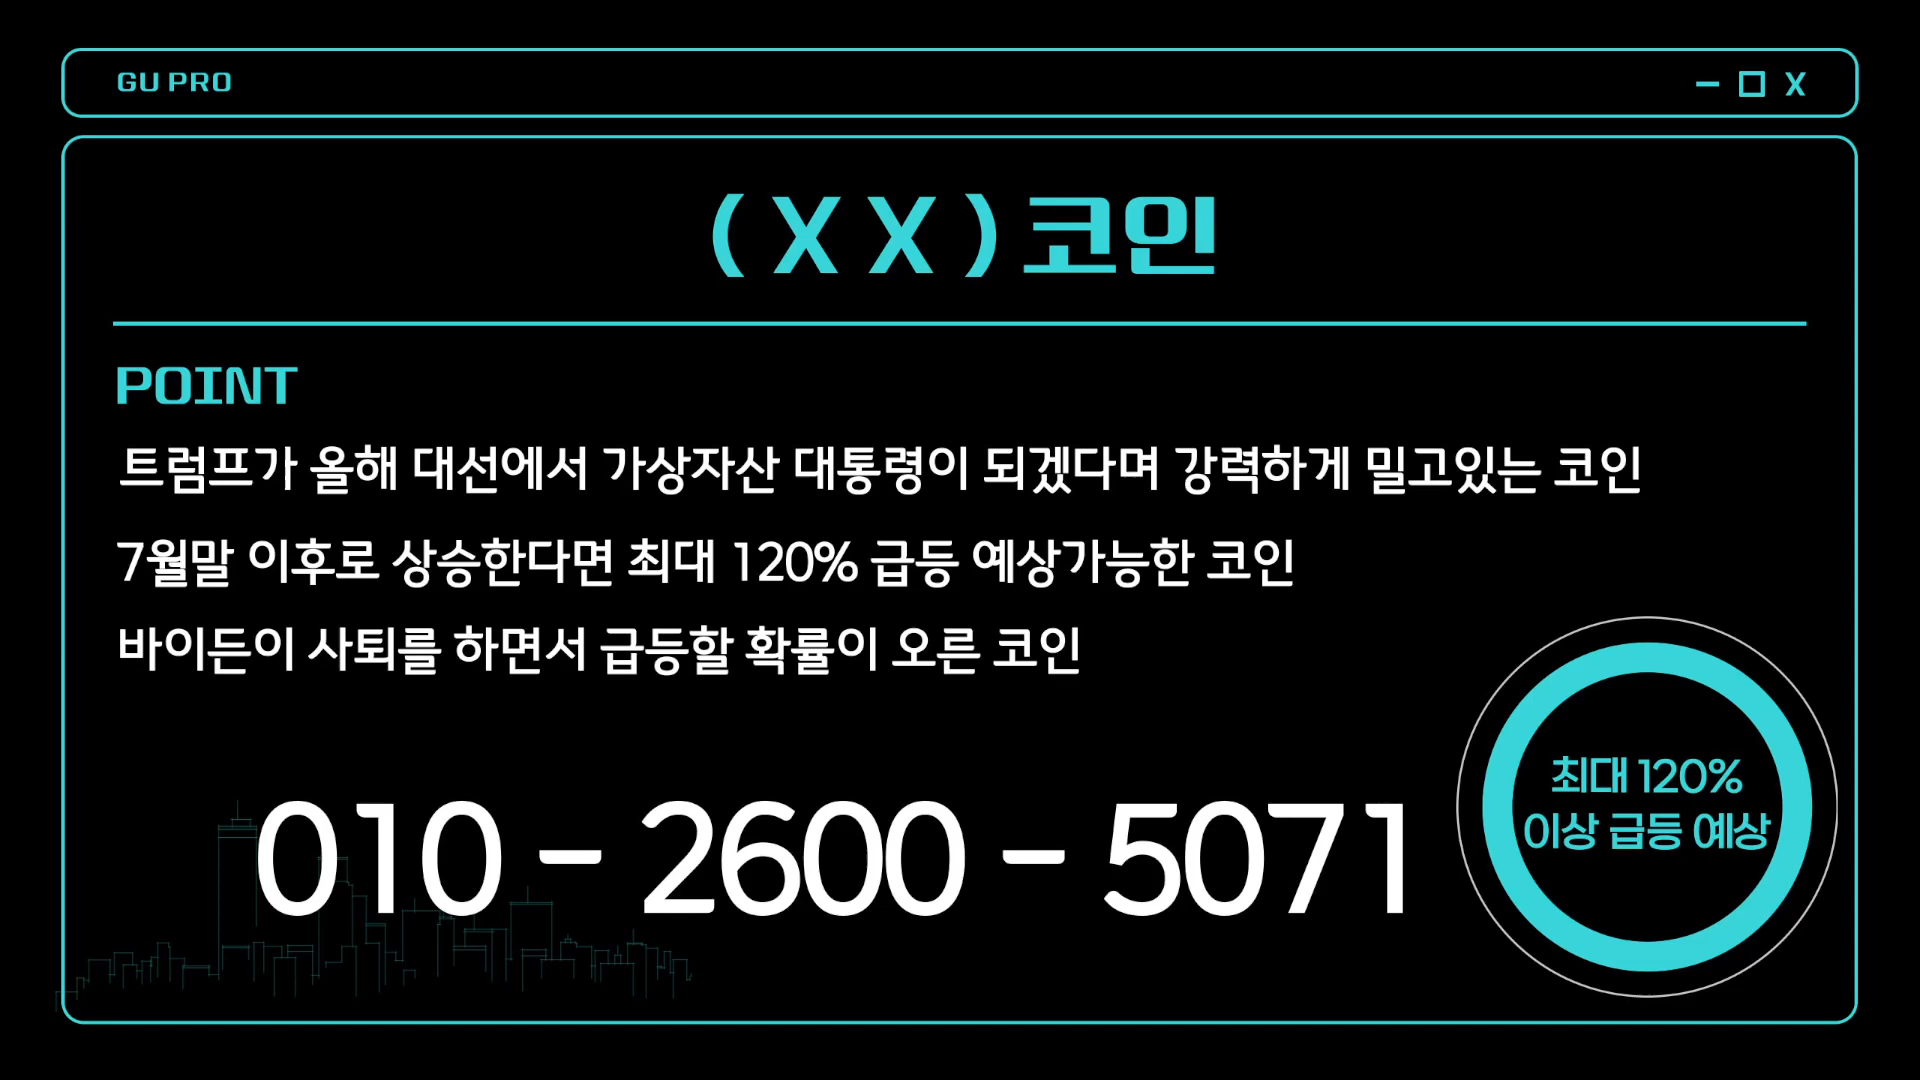 GU PRO
X
(XX)코인
POINT
트럼프가 올해 대선에서 가상자산 대통령이 되겠다며 강력하게 밀고있는 코인
7월말 이후로 상승한다면 최대 120% 급등 예상가능한 코인
바이든이 사퇴를 하면서 급등할 확률이 오른 코인
010 - 2600 - 5071
최대 120%
이상 급등 예상